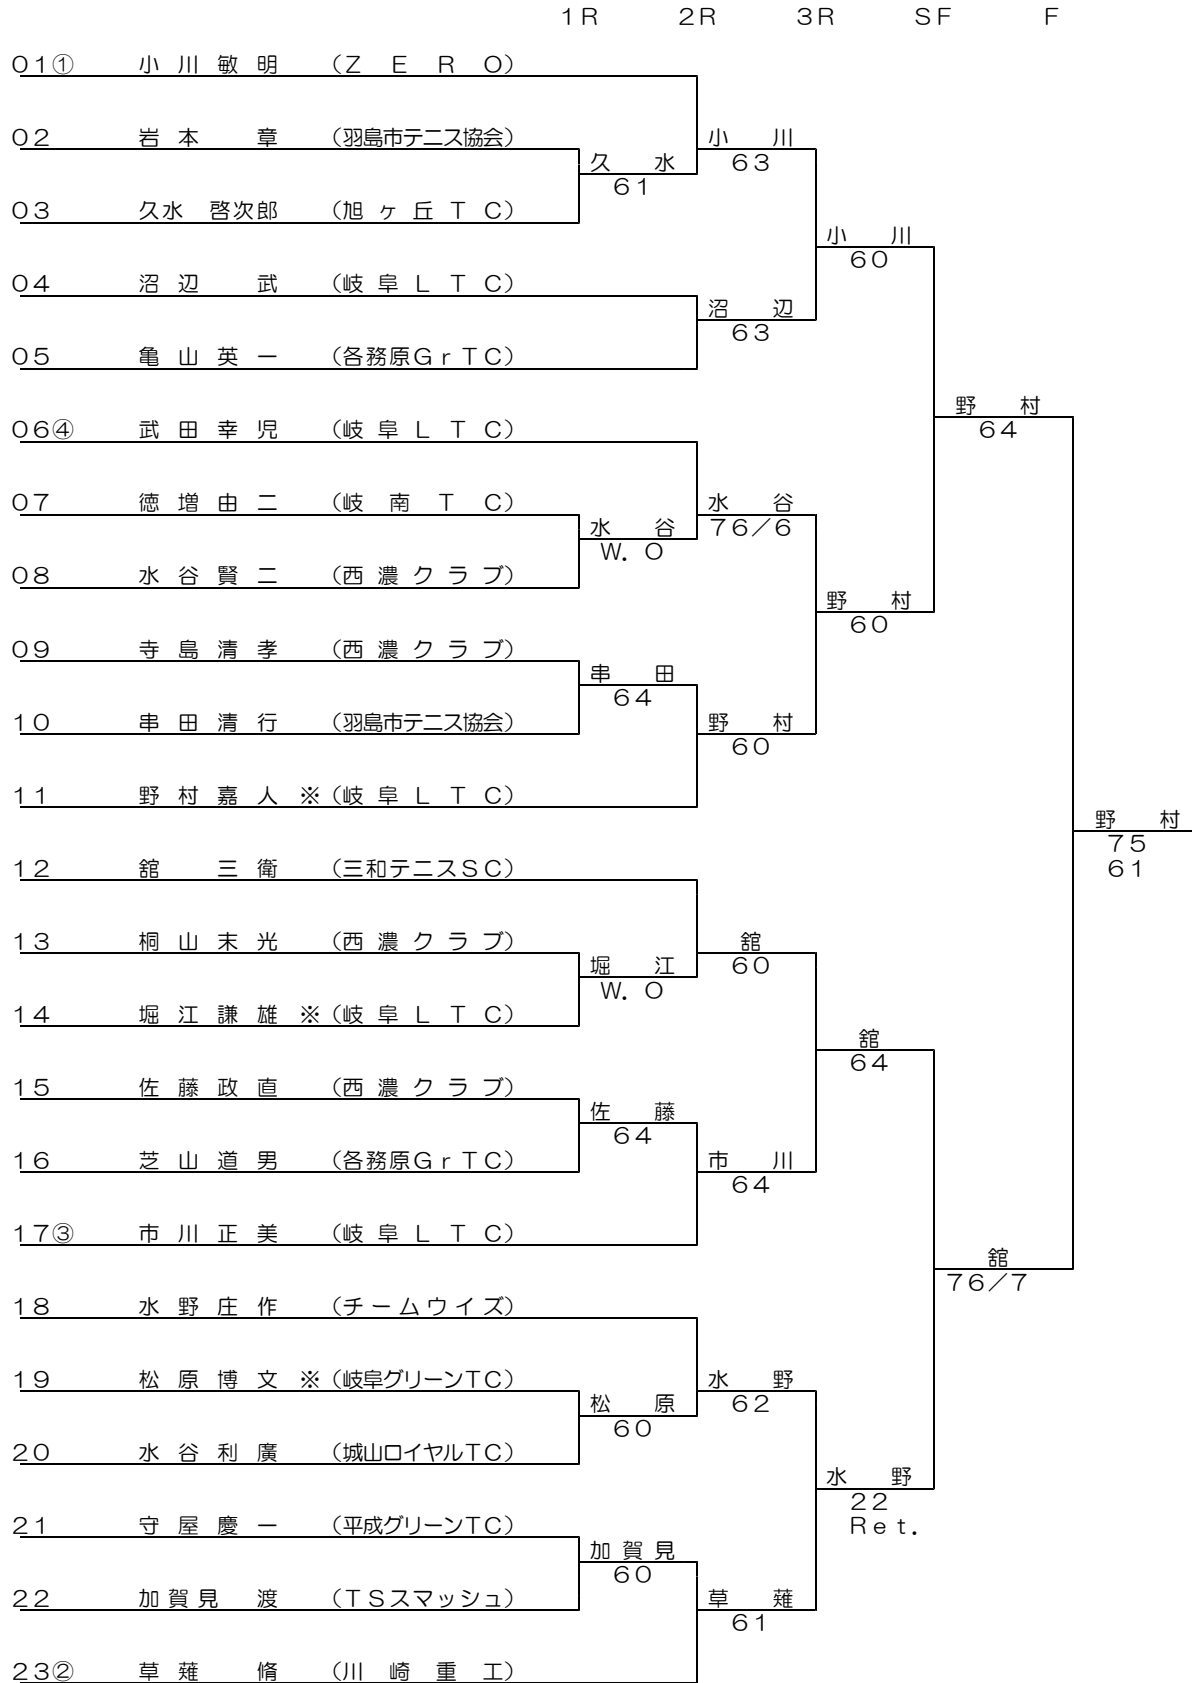 1R 2R 3R SF F
01① 小川敏明 (ZERO)
02 岩本 章 (羽島市テニス協会)
小川
63
久水
61
03 久水 啓次郎 (旭ヶ丘TC)
小川
60
04 沼辺 武 (岐阜LTC)
沼辺
63
05 亀山英一 (各務原GrTC)
野村
64
06④ 武田幸児 (岐阜LTC)
07 徳増由二 (岐南TC)
水谷
76/6
水谷
W.O
08 水谷賢二 (西濃クラブ)
野村
60
09 寺島清孝 (西濃クラブ)
串田
64
10 串田清行 (羽島市テニス協会)
野村
60
11 野村嘉人 ※(岐阜LTC)
野村
75
61
12 舘 三衛 (三和テニスSC)
13 桐山末光 (西濃クラブ)
舘
60
堀江
W.O
14 堀江謙雄 ※(岐阜LTC)
舘
64
15 佐藤政直 (西濃クラブ)
佐藤
64
16 芝山道男 (各務原GrTC)
市川
64
17③ 市川正美 (岐阜LTC)
舘
76/7
18 水野庄作 (チームウイズ)
19 松原博文 ※(岐阜グリーンTC)
水野
62
松原
60
20 水谷利廣 (城山ロイヤルTC)
水野
22
Ret.
21 守屋慶一 (平成グリーンTC)
加賀見
60
22 加賀見 渡 (TSスマッシュ)
草薙
61
23② 草薙 脩 (川崎重工)